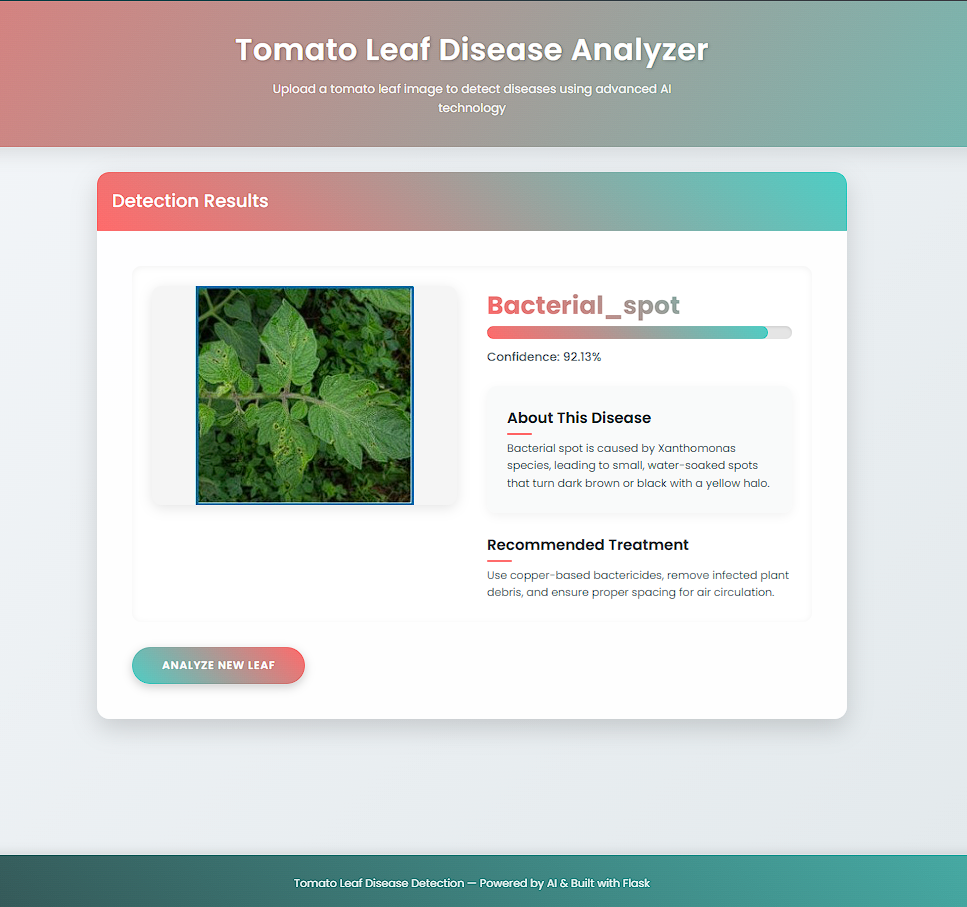 Tomato Leaf Disease Analyzer
Upload a tomato leaf image to detect diseases using advanced AI
technology
Detection Results
Bacterial_spot
Confidence: 92.13%
About This Disease
Bacterial spot is caused by Xanthomonas
species, leading to small, water-soaked spots
that turn dark brown or black with a yellow halo.
Recommended Treatment
Use copper-based bactericides, remove infected plant
debris, and ensure proper spacing for air circulation.
ANALYZE NEW LEAF
Tomato Leaf Disease Detection — Powered by AI & Built with Flask